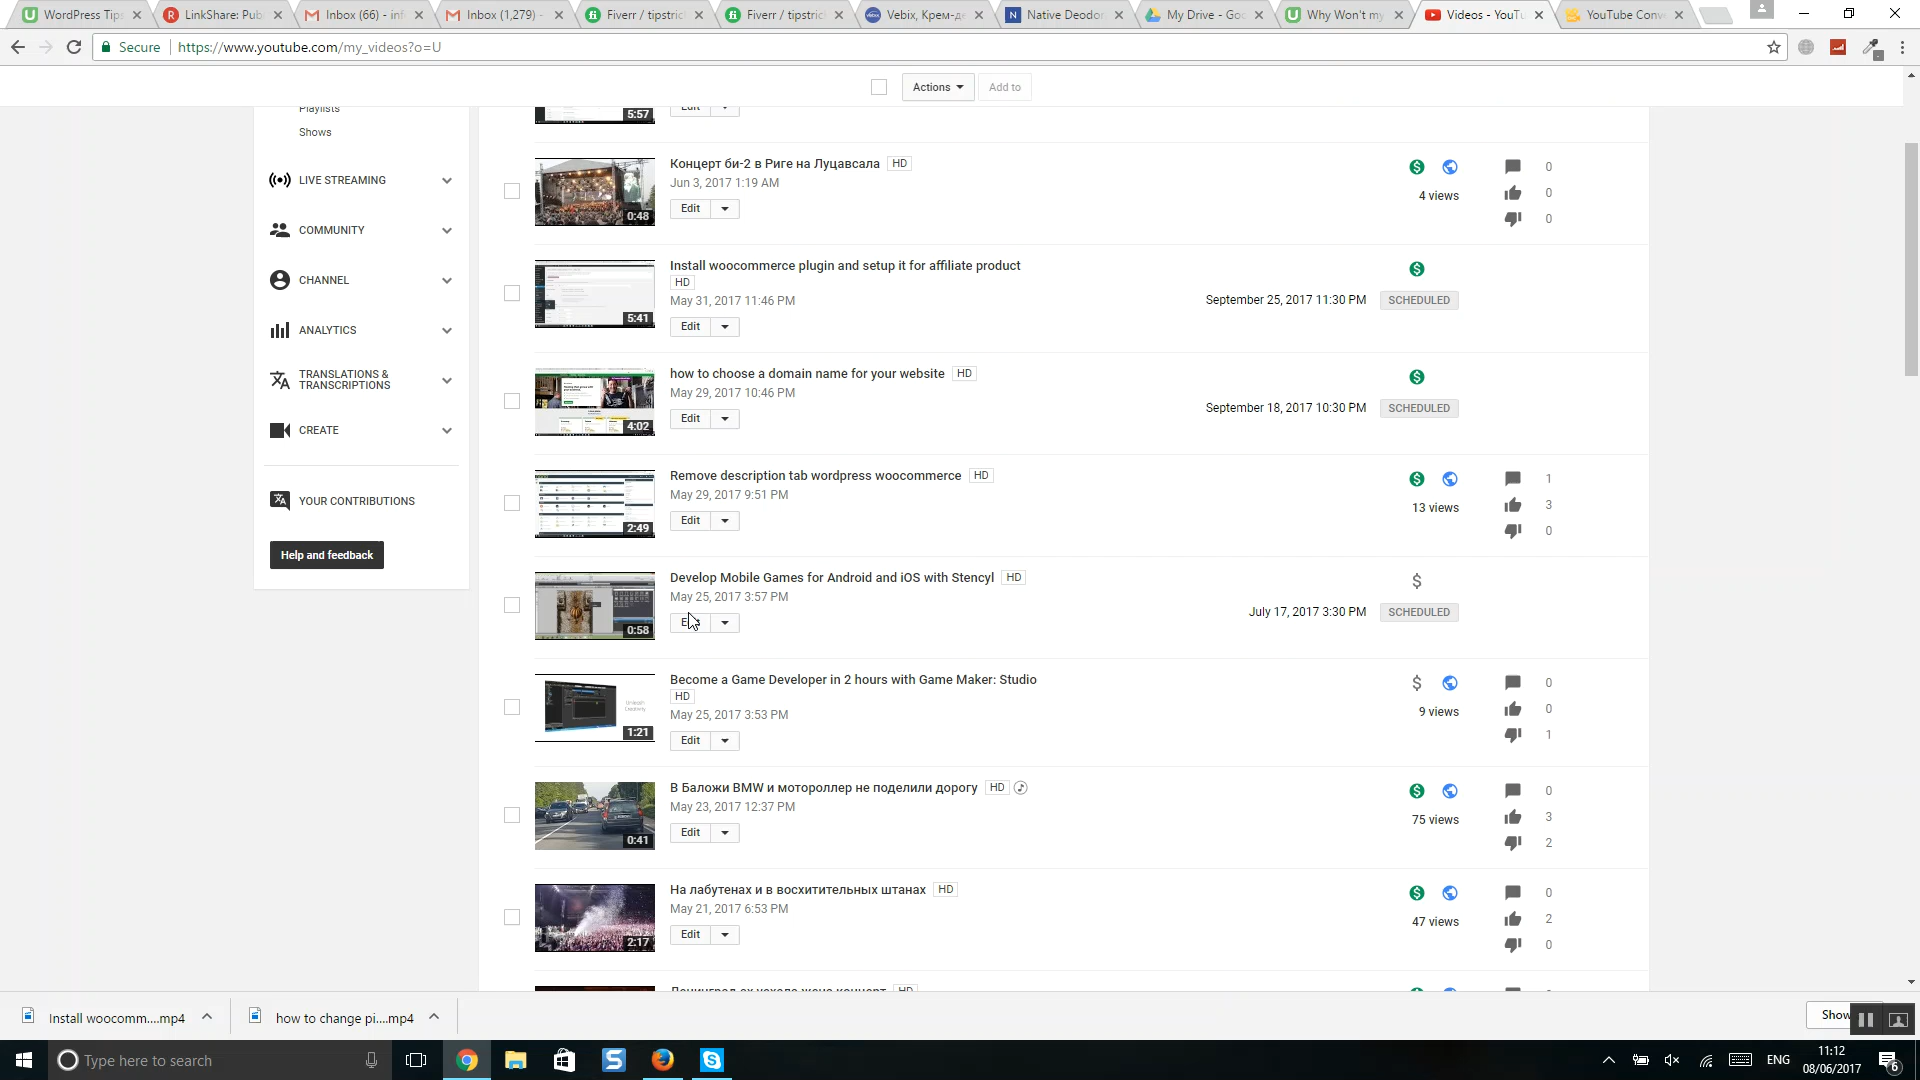 WordPress Tips
LinkShare: Pub
Inbox (66) - inf
Inbox (1,279) -
Fiverr / tipstric
Fiverr / tipstric
Vebix, Крем-д
Native Deodor
My Drive - Goo
Why Won't my
Videos - YouTu
YouTube Conv
Secure
https://www.youtube.com/my_videos?o=U
Actions
Add to
Playlists
Shows
LIVE STREAMING
COMMUNITY
CHANNEL
ANALYTICS
TRANSLATIONS &
TRANSCRIPTIONS
CREATE
YOUR CONTRIBUTIONS
Help and feedback
5:57
Edit
Концерт би-2 в Риге на Луцавсала HD
Jun 3, 2017 1:19 AM
0:48
Edit
4 views
0
0
0
Install woocommerce plugin and setup it for affiliate product
HD
May 31, 2017 11:46 PM
5:41
Edit
September 25, 2017 11:30 PM SCHEDULED
how to choose a domain name for your website HD
May 29, 2017 10:46 PM
4:02
Edit
September 18, 2017 10:30 PM SCHEDULED
Remove description tab wordpress woocommerce HD
May 29, 2017 9:51 PM
2:49
Edit
13 views
1
3
0
Develop Mobile Games for Android and iOS with Stencyl HD
May 25, 2017 3:57 PM
0:58
July 17, 2017 3:30 PM SCHEDULED
Become a Game Developer in 2 hours with Game Maker: Studio
HD
May 25, 2017 3:53 PM
1:21
Edit
9 views
0
0
1
В Баложи BMW и мотороллер не поделили дорогу HD
May 23, 2017 12:37 PM
0:41
Edit
75 views
0
3
2
На лабутенах и в восхитительных штанах HD
May 21, 2017 6:53 PM
2:17
Edit
47 views
0
2
0
HD
Install woocomm....mp4
how to change pi....mp4
Show
Type here to search
ENG
11:12
08/06/2017
6